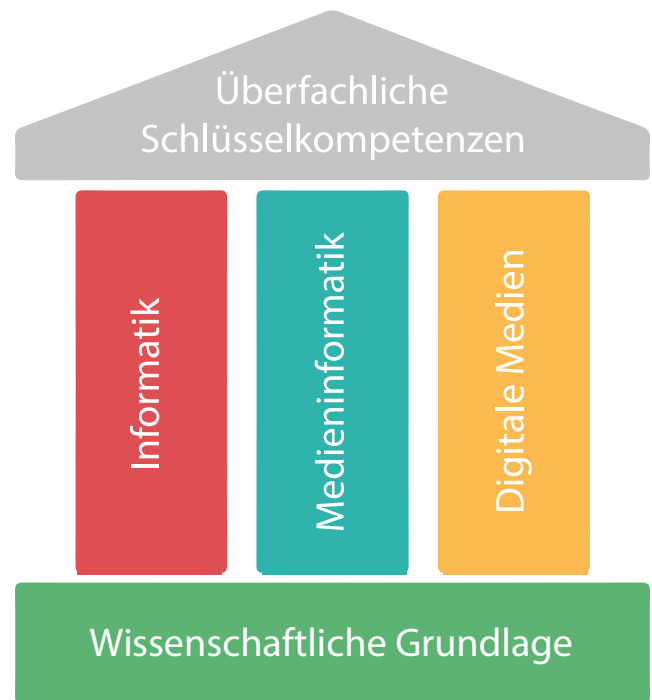 Überfachliche
Schlüsselkompetenzen
Informatik
Medieninformatik
Digitale Medien
Wissenschaftliche Grundlage